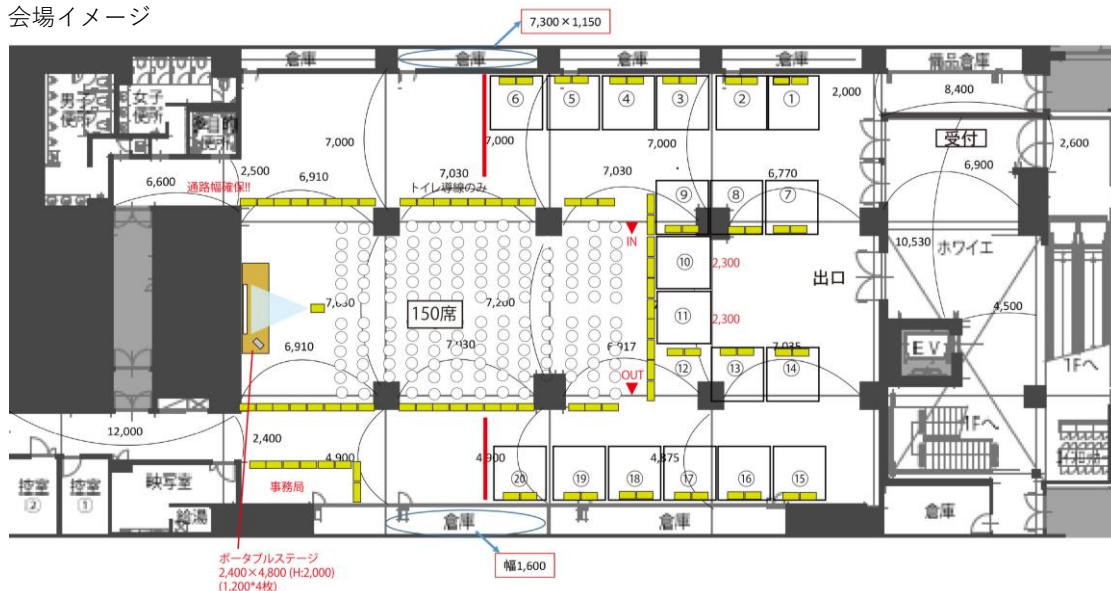 会場イメージ
7,300×1,150
倉庫
倉庫
倉庫
倉庫
備品倉庫
男子
便所
女子
便所
便所
⑥
⑤
④
③
②
①
2,000
8,400
受付
7,000
7,000
7,000
2,600
6,600
2,500
通路幅確保!!
6,910
7,030
トイレ導線のみ
7,030
6,770
6,900
⑨
⑧
⑦
IN
10,530
ホワイエ
⑩
2,300
出口
150席
7,200
4,500
⑪
2,300
EV
6,910
7,030
6,917
7,035
OUT
⑫
⑬
⑭
1Fへ
1Fへ
12,000
2,400
4,900
4,900
4,875
事務局
⑳
⑲
⑱
⑰
⑯
⑮
控室
②
控室
①
映写室
給湯
倉庫
倉庫
倉庫
ポータブルステージ
2,400×4,800 (H:2,000)
(1,200*4枚)
幅1,600